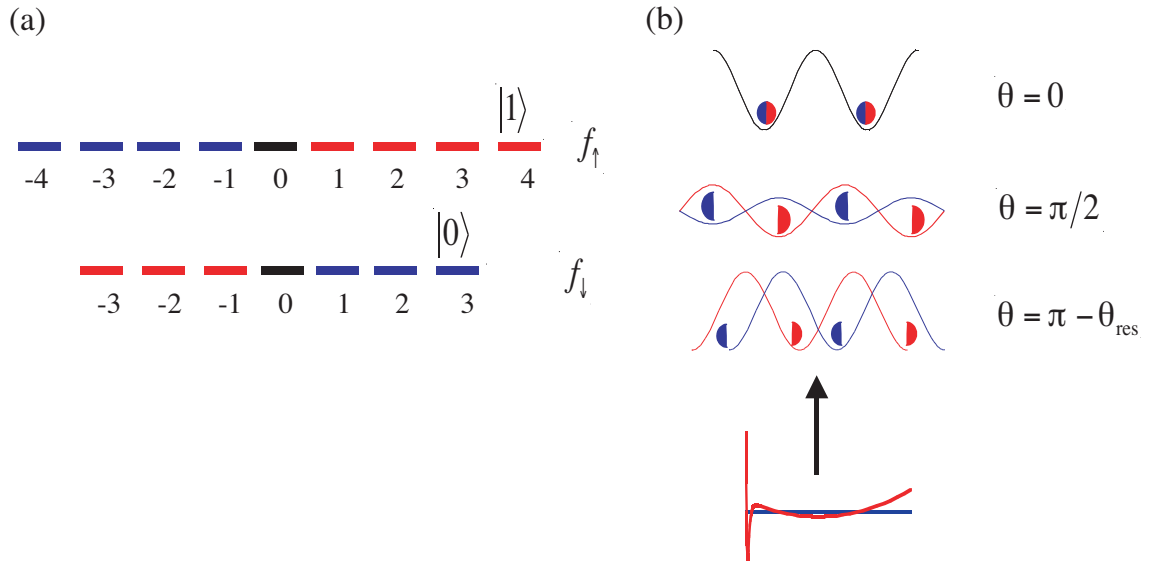 (a)
|1⟩
f↑
-4 -3 -2 -1 0 1 2 3 4
|0⟩
f↓
-3 -2 -1 0 1 2 3
(b)
θ = 0
θ = π/2
θ = π − θres